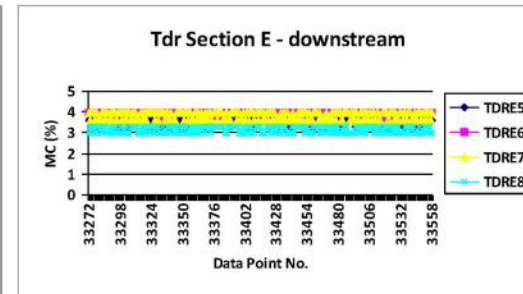 Tdr Section E - downstream
MC (%)
5
4
3
2
1
0
33272
33298
33324
33350
33376
33402
33428
33454
33480
33506
33532
33558
Data Point No.
TDRE5
TDRE6
TDRE7
TDRE8